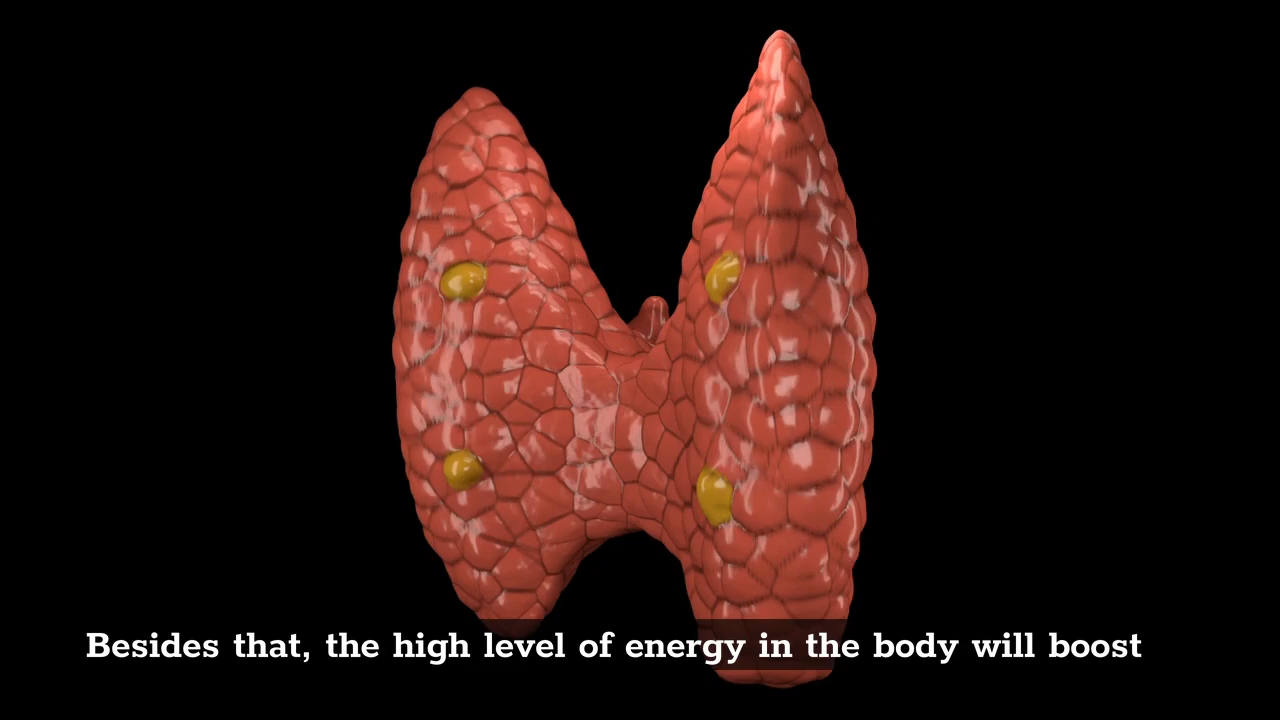 Besides that, the high level of energy in the body will boost